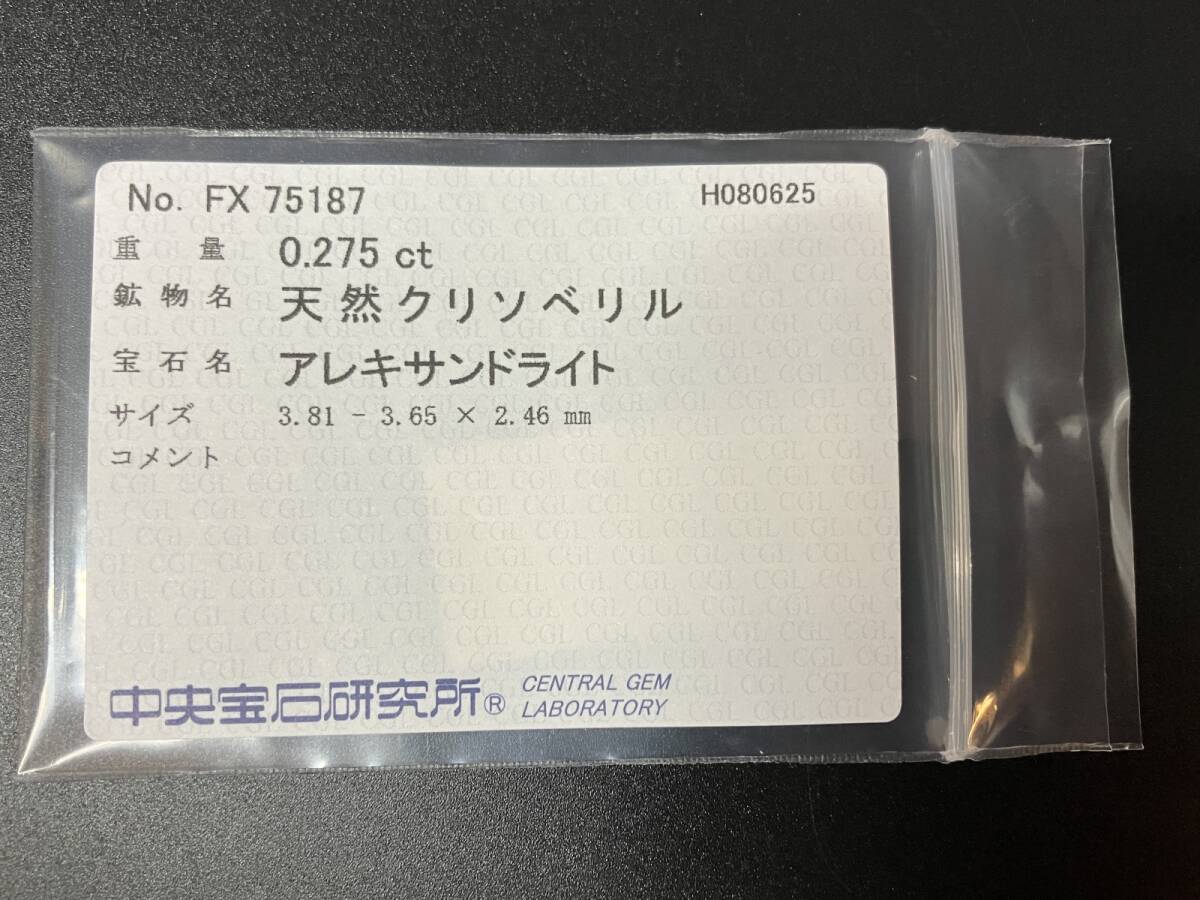 No. FX 75187 H080625
重量 0.275 ct
鉱物名 天然クリソベリル
宝石名 アレキサンドライト
サイズ 3.81 - 3.65 × 2.46 mm
コメント
中央宝石研究所® CENTRAL GEM
LABORATORY